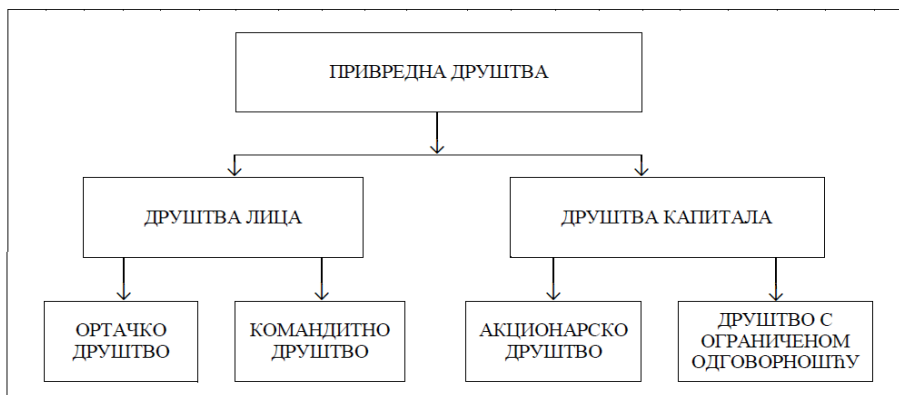 ПРИВРЕДНА ДРУШТВА
ДРУШТВА ЛИЦА
ДРУШТВА КАПИТАЛА
ОРТАЧКО
ДРУШТВО
КОМАНДИТНО
ДРУШТВО
АКЦИОНАРСКО
ДРУШТВО
ДРУШТВО С
ОГРАНИЧЕНОМ
ОДГОВОРНОШЋУ